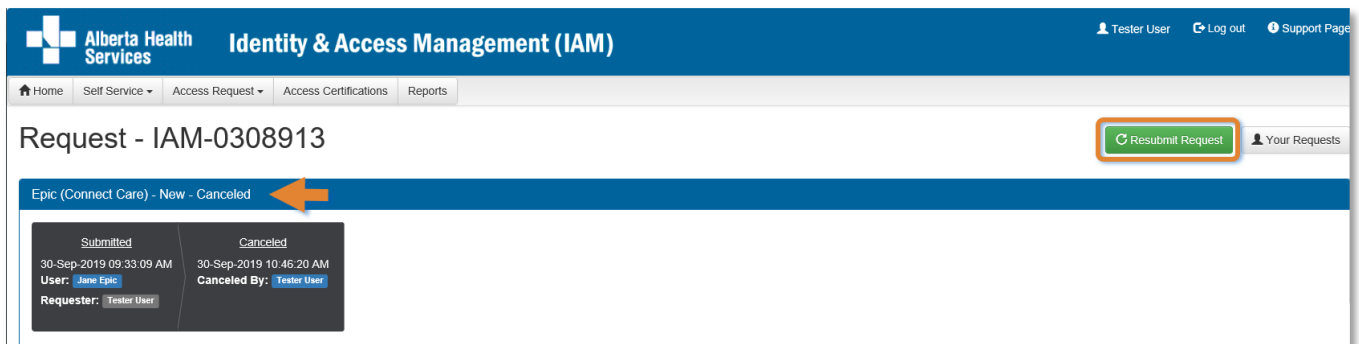 Alberta Health Services
Identity & Access Management (IAM)
Tester User Log out Support Page
Home Self Service Access Request Access Certifications Reports
Request - IAM-0308913
Resubmit Request Your Requests
Epic (Connect Care) - New - Canceled
Submitted Canceled
30-Sep-2019 09:33:09 AM 30-Sep-2019 10:46:20 AM
User: Jane Epic Canceled By: Tester User
Requester: Tester User